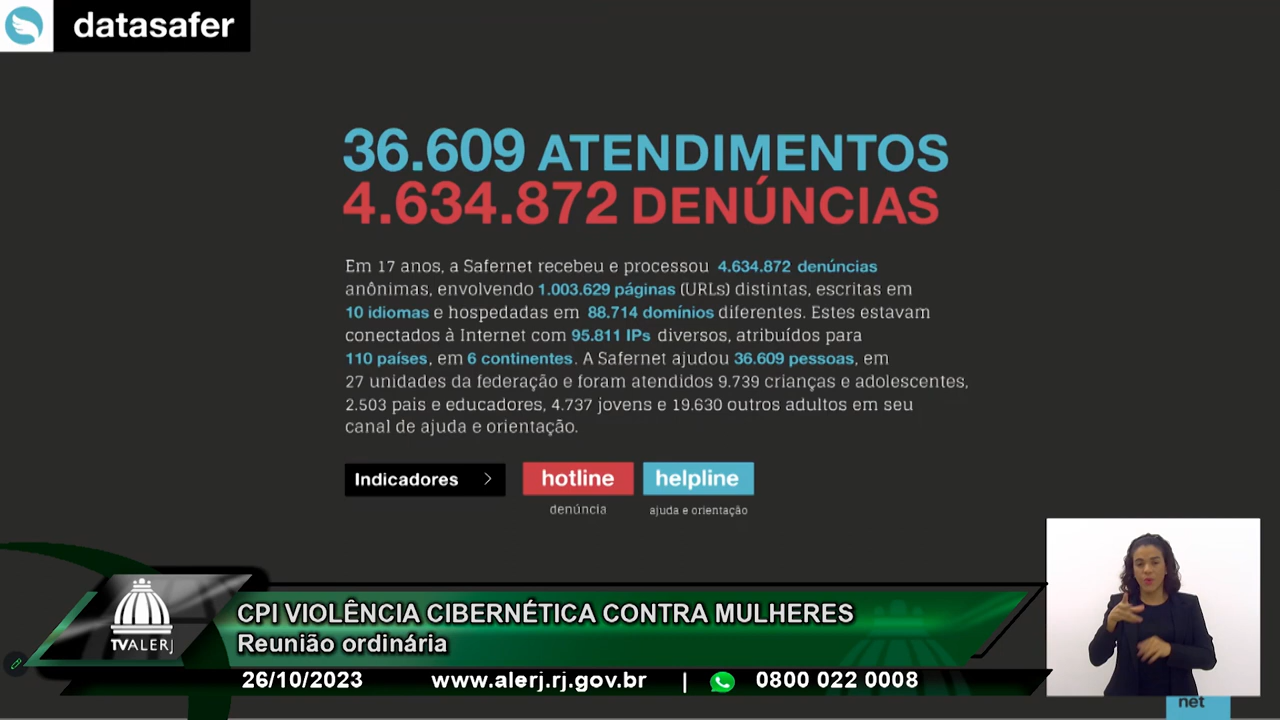 datasafer
36.609 ATENDIMENTOS
4.634.872 DENÚNCIAS
Em 17 anos, a Safernet recebeu e processou 4.634.872 denúncias
anônimas, envolvendo 1.003.629 páginas (URLs) distintas, escritas em
10 idiomas e hospedadas em 88.714 domínios diferentes. Estes estavam
conectados à Internet com 95.811 IPs diversos, atribuídos para
110 países, em 6 continentes. A Safernet ajudou 36.609 pessoas, em
27 unidades da federação e foram atendidos 9.739 crianças e adolescentes,
2.503 pais e educadores, 4.737 jovens e 19.630 outros adultos em seu
canal de ajuda e orientação.
Indicadores hotline helpline
denúncia ajuda e orientação
CPI VIOLÊNCIA CIBERNÉTICA CONTRA MULHERES
Reunião ordinária
TVALERJ
26/10/2023 www.alerj.rj.gov.br | 0800 022 0008
net